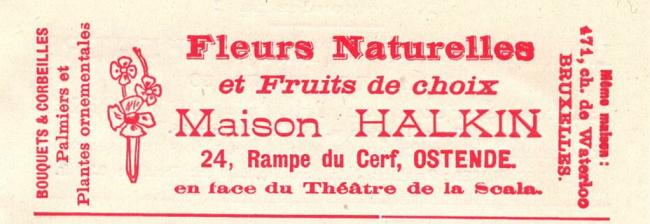 BOUQUETS & CORBEILLES
Palmiers et
Plantes ornementales
Fleurs Naturelles
et Fruits de choix
Maison HALKIN
24, Rampe du Cerf, OSTENDE.
en face du Théâtre de la Scala.
Même maison :
471, ch. de Waterloo
BRUXELLES.